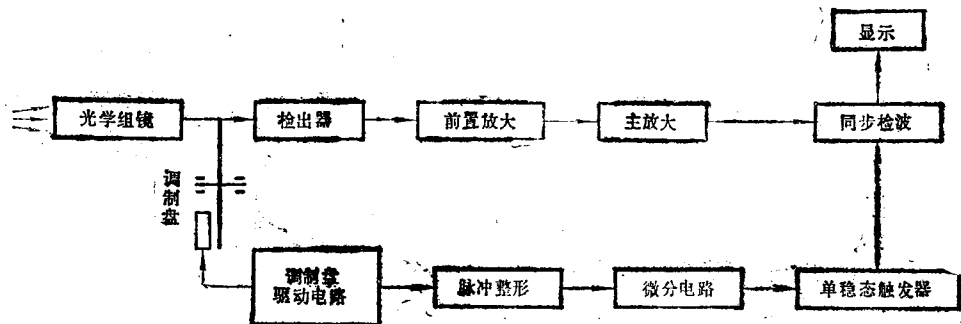 显示
光学组镜
检出器
前置放大
主放大
同步检波
调制盘
调制盘
驱动电路
脉冲整形
微分电路
单稳态触发器